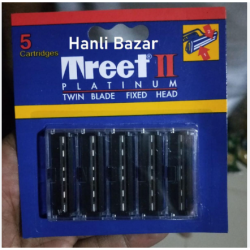 Hanli Bazar
5
Cartridges
Treet II
PLATINUM
TWIN BLADE FIXED HEAD